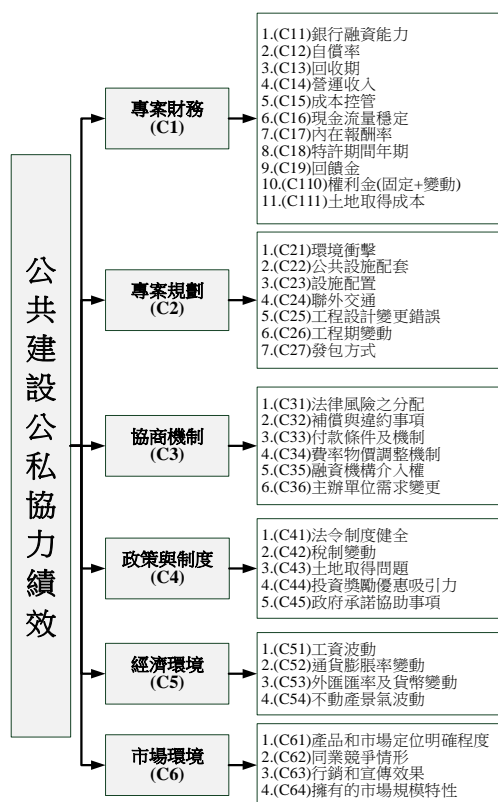 公共建設公私協力績效
專案財務
(C1)
1.(C11)銀行融資能力
2.(C12)自償率
3.(C13)回收期
4.(C14)營運收入
5.(C15)成本控管
6.(C16)現金流量穩定
7.(C17)內在報酬率
8.(C18)特許期間年期
9.(C19)回饋金
10.(C110)權利金(固定+變動)
11.(C111)土地取得成本
專案規劃
(C2)
1.(C21)環境衝擊
2.(C22)公共設施配套
3.(C23)設施配置
4.(C24)聯外交通
5.(C25)工程設計變更錯誤
6.(C26)工程期變動
7.(C27)發包方式
協商機制
(C3)
1.(C31)法律風險之分配
2.(C32)補償與違約事項
3.(C33)付款條件及機制
4.(C34)費率物價調整機制
5.(C35)融資機構介入權
6.(C36)主辦單位需求變更
政策與制度
(C4)
1.(C41)法令制度健全
2.(C42)稅制變動
3.(C43)土地取得問題
4.(C44)投資獎勵優惠吸引力
5.(C45)政府承諾協助事項
經濟環境
(C5)
1.(C51)工資波動
2.(C52)通貨膨脹率變動
3.(C53)外匯匯率及貨幣變動
4.(C54)不動產景氣波動
市場環境
(C6)
1.(C61)產品和市場定位明確程度
2.(C62)同業競爭情形
3.(C63)行銷和宣傳效果
4.(C64)擁有的市場規模特性